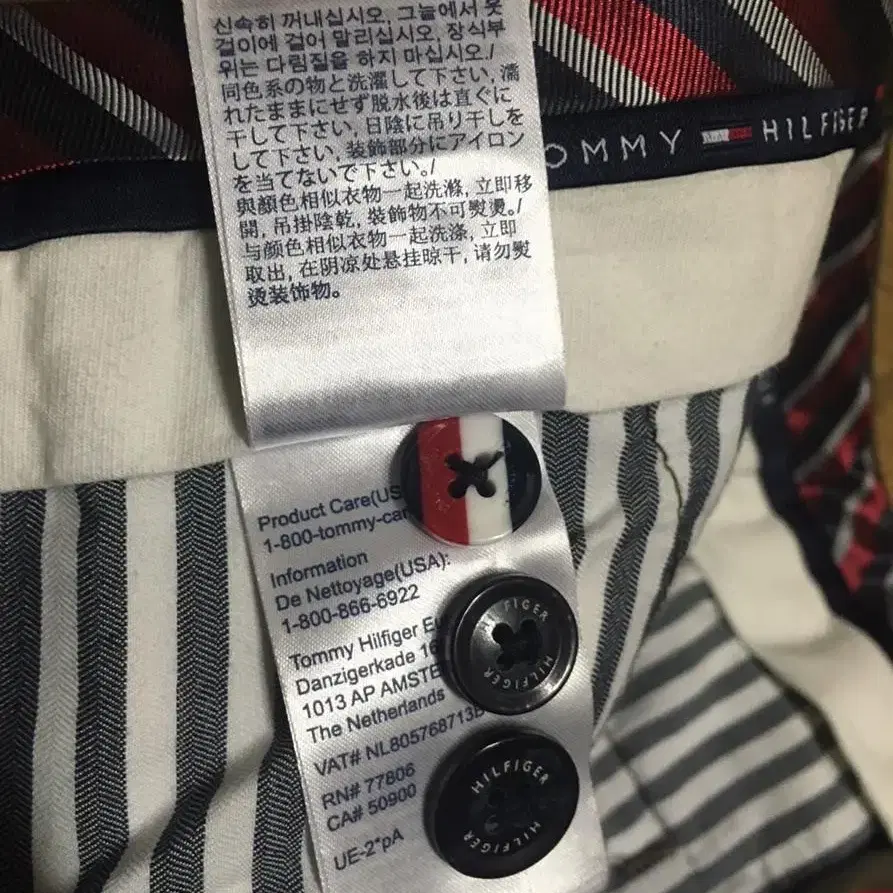 신속히 꺼내십시오, 그늘에서 옷
걸이에 걸어 말리십시오, 장식부
위는 다림질을 하지 마십시오./
同色系の物と洗濯して下さい, 濡
れたままにせず脱水後は直ぐに
干して下さい, 日陰に吊り干しを
して下さい, 装飾部分にアイロン
を当てないで下さい./
與顏色相似衣物一起洗滌, 立即移
開, 吊掛陰乾, 裝飾物不可熨燙。/
与颜色相似衣物一起洗涤, 立即
取出, 在阴凉处悬挂晾干, 请勿熨
烫装饰物。
OMMY HILFIGER
Product Care(US
1-800-tommy-car
Information
De Nettoyage(USA):
1-800-866-6922
Tommy Hilfiger Eu
Danzigerkade 16
1013 AP AMSTE
The Netherlands
VAT# NL805768713B
RN# 77806
CA# 50900
UE-2*pA
HILFIGER
HILFIGER
HILFIGER
HILFIGER